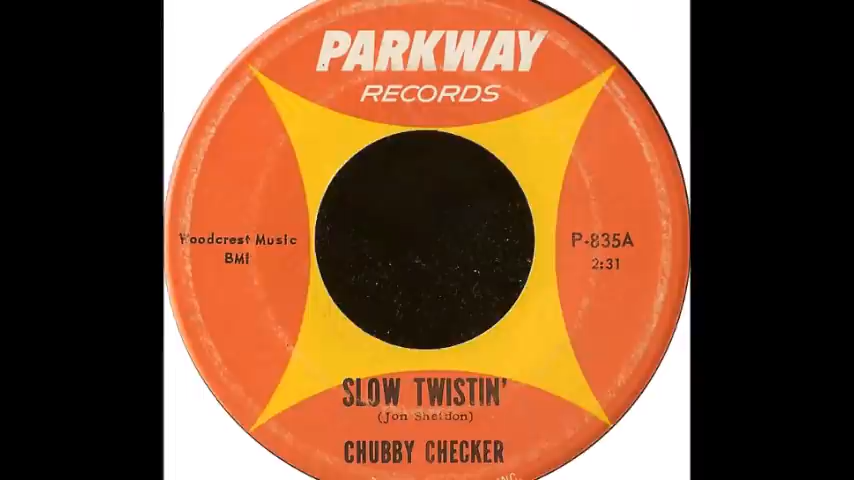 PARKWAY
RECORDS
Woodcrest Music
BMI
P-835A
2:31
SLOW TWISTIN'
(Jon Sheldon)
CHUBBY CHECKER